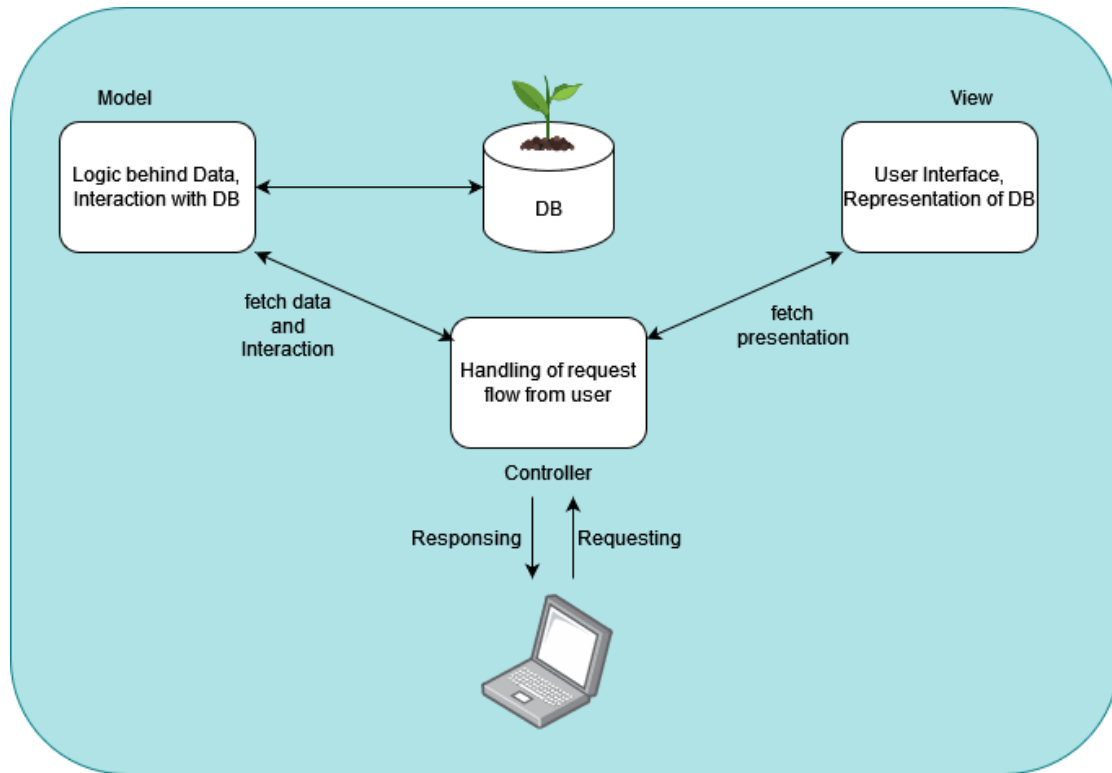 Model
View
Logic behind Data,
Interaction with DB
DB
User Interface,
Representation of DB
fetch data
and
Interaction
fetch
presentation
Handling of request
flow from user
Controller
Responsing
Requesting